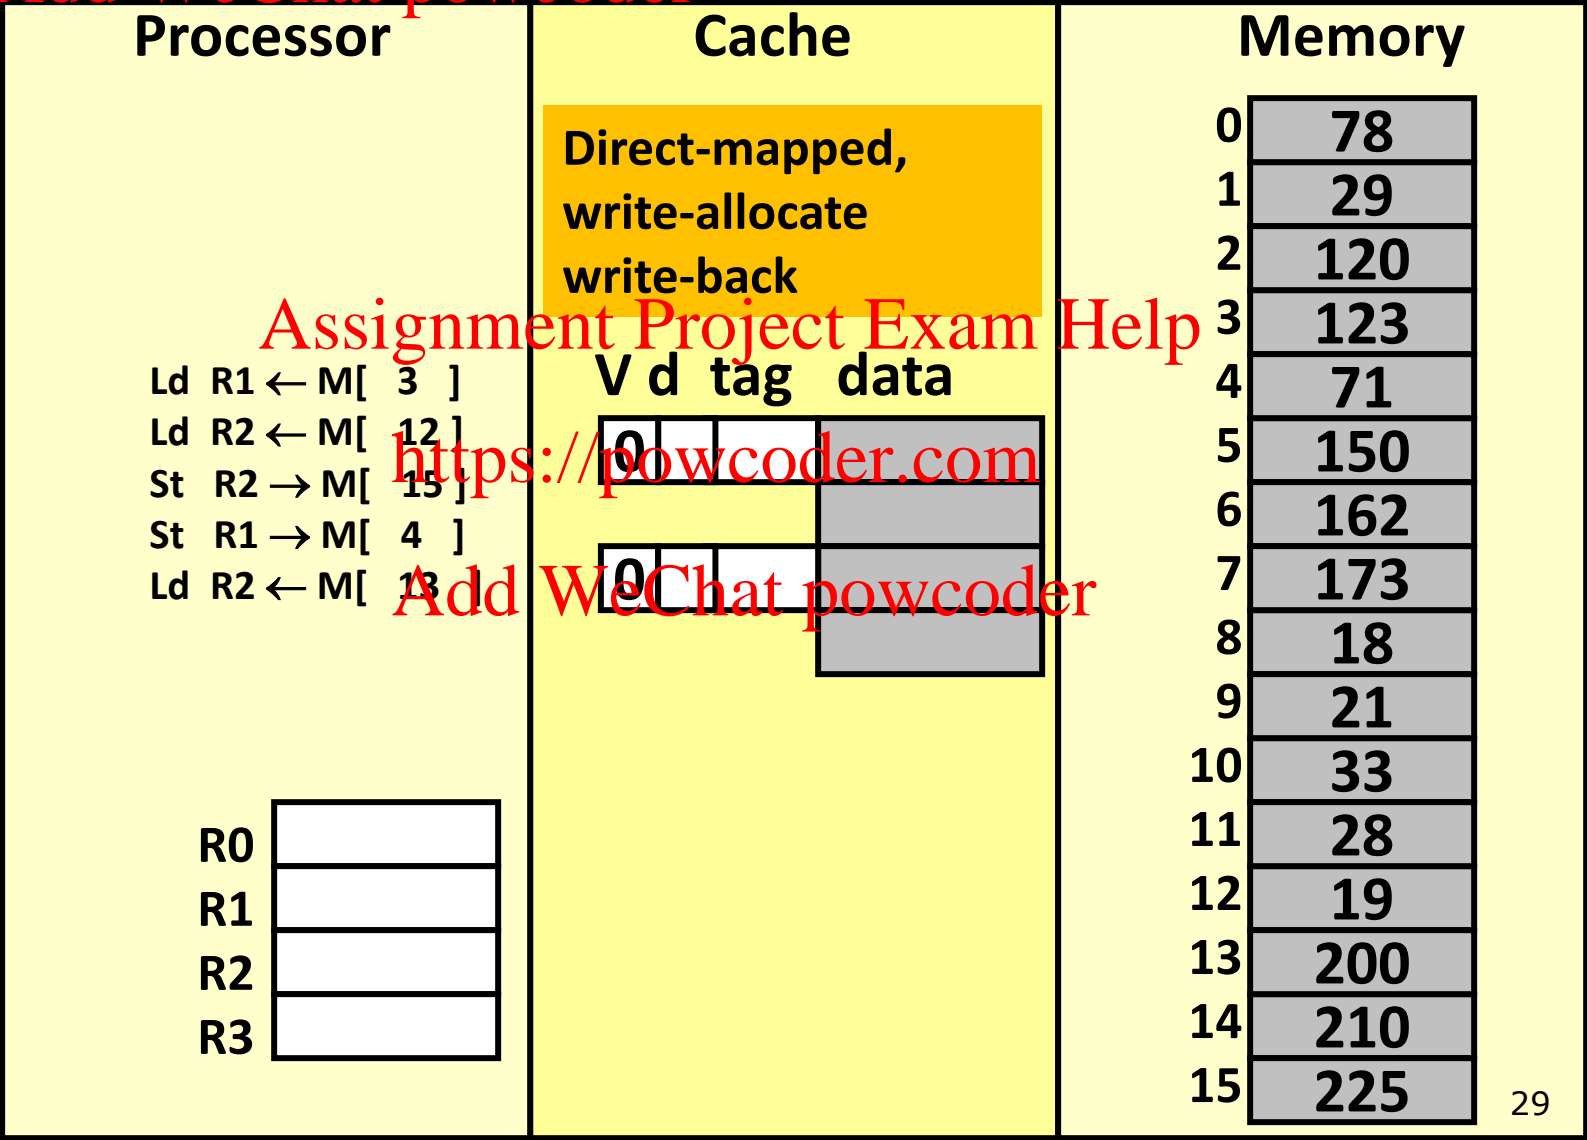 Add WeChat powcoder
Processor
Cache
Memory
Direct-mapped,
write-allocate
write-back
Assignment Project Exam Help
Ld R1 ← M[ 3 ]
Ld R2 ← M[ 12 ]
St R2 → M[ 15 ]
St R1 → M[ 4 ]
Ld R2 ← M[ 13 ]
V d tag data
0
https://powcoder.com
0
Add WeChat powcoder
R0
R1
R2
R3
0 78
1 29
2 120
3 123
4 71
5 150
6 162
7 173
8 18
9 21
10 33
11 28
12 19
13 200
14 210
15 225
29